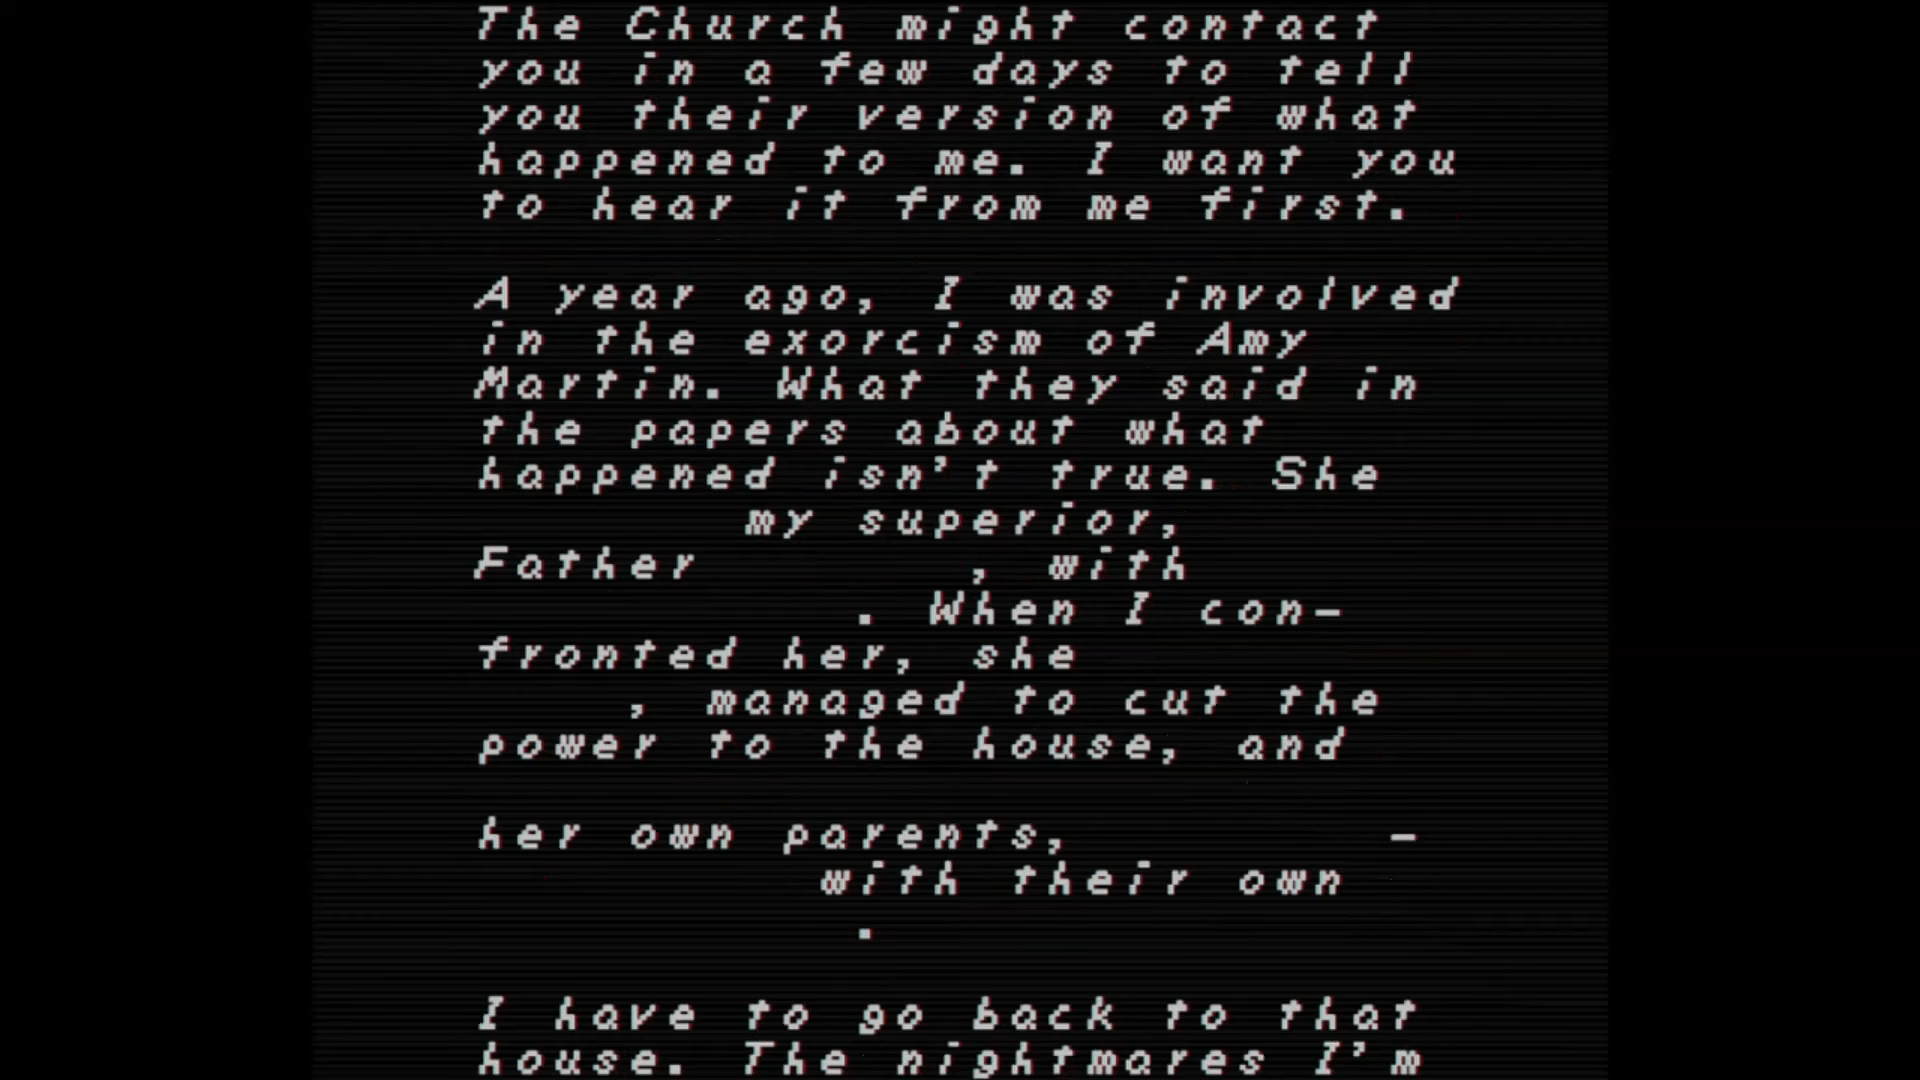 The Church might contact
you in a few days to tell
you their version of what
happened to me. I want you
to hear it from me first.
A year ago, I was involved
in the exorcism of Amy
Martin. What they said in
the papers about what
happened isn't true. She
my superior,
Father , with
. When I con-
fronted her, she
, managed to cut the
power to the house, and
her own parents, -
with their own
.
I have to go back to that
house. The nightmares I'm